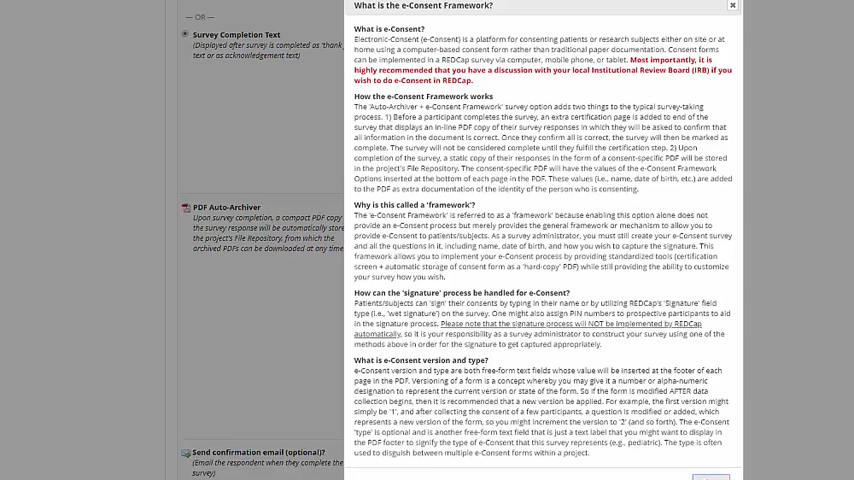 What is the e-Consent Framework?
— OR —
Survey Completion Text
(Displayed after survey is completed as 'thank
text or as acknowledgement text)
PDF Auto-Archiver
Upon survey completion, a compact PDF copy
the survey response will be automatically store
the project's File Repository, from which the
archived PDFs can be downloaded at any time
Send confirmation email (optional)?
(Email the respondent when they complete the
survey)
What is e-Consent?
Electronic-Consent (e-Consent) is a platform for consenting patients or research subjects either on site or at
home using a computer-based consent form rather than traditional paper documentation. Consent forms
can be implemented in a REDCap survey via computer, mobile phone, or tablet. Most importantly, it is
highly recommended that you have a discussion with your local Institutional Review Board (IRB) if you
wish to do e-Consent in REDCap.
How the e-Consent Framework works
The 'Auto-Archiver + e-Consent Framework' survey option adds two things to the typical survey-taking
process. 1) Before a participant completes the survey, an extra certification page is added to end of the
survey that displays an in-line PDF copy of their survey responses in which they will be asked to confirm that
all information in the document is correct. Once they confirm all is correct, the survey will then be marked as
complete. The survey will not be considered complete until they fulfill the certification step. 2) Upon
completion of the survey, a static copy of their responses in the form of a consent-specific PDF will be stored
in the project's File Repository. The consent-specific PDF will have the values of the e-Consent Framework
Options inserted at the bottom of each page in the PDF. These values (i.e., name, date of birth, etc.) are added
to the PDF as extra documentation of the identity of the person who is consenting.
Why is this called a 'framework'?
The 'e-Consent Framework' is referred to as a 'framework' because enabling this option alone does not
provide an e-Consent process but merely provides the general framework or mechanism to allow you to
provide e-Consent to patients/subjects. As a survey administrator, you must still create your e-Consent survey
and all the questions in it, including name, date of birth, and how you wish to capture the signature. This
framework allows you to implement your e-Consent process by providing standardized tools (certification
screen + automatic storage of consent form as a 'hard-copy' PDF) while still providing the ability to customize
your survey how you wish.
How can the 'signature' process be handled for e-Consent?
Patients/subjects can 'sign' their consents by typing in their name or by utilizing REDCap's 'Signature' field
type (i.e., 'wet signature') on the survey. One might also assign PIN numbers to prospective participants to aid
in the signature process. Please note that the signature process will NOT be implemented by REDCap
automatically, so it is your responsibility as a survey administrator to construct your survey using one of the
methods above in order for the signature to get captured appropriately.
What is e-Consent version and type?
e-Consent version and type are both free-form text fields whose value will be inserted at the footer of each
page in the PDF. Versioning of a form is a concept whereby you may give it a number or alpha-numeric
designation to represent the current version or state of the form. So if the form is modified AFTER data
collection begins, then it is recommended that a new version be applied. For example, the first version might
simply be '1', and after collecting the consent of a few participants, a question is modified or added, which
represents a new version of the form, so you might increment the version to '2' (and so forth). The e-Consent
'type' is optional and is another free-form text field that is just a text label that you might want to display in
the PDF footer to signify the type of e-Consent that this survey represents (e.g., pediatric). The type is often
used to disguish between multiple e-Consent forms within a project.